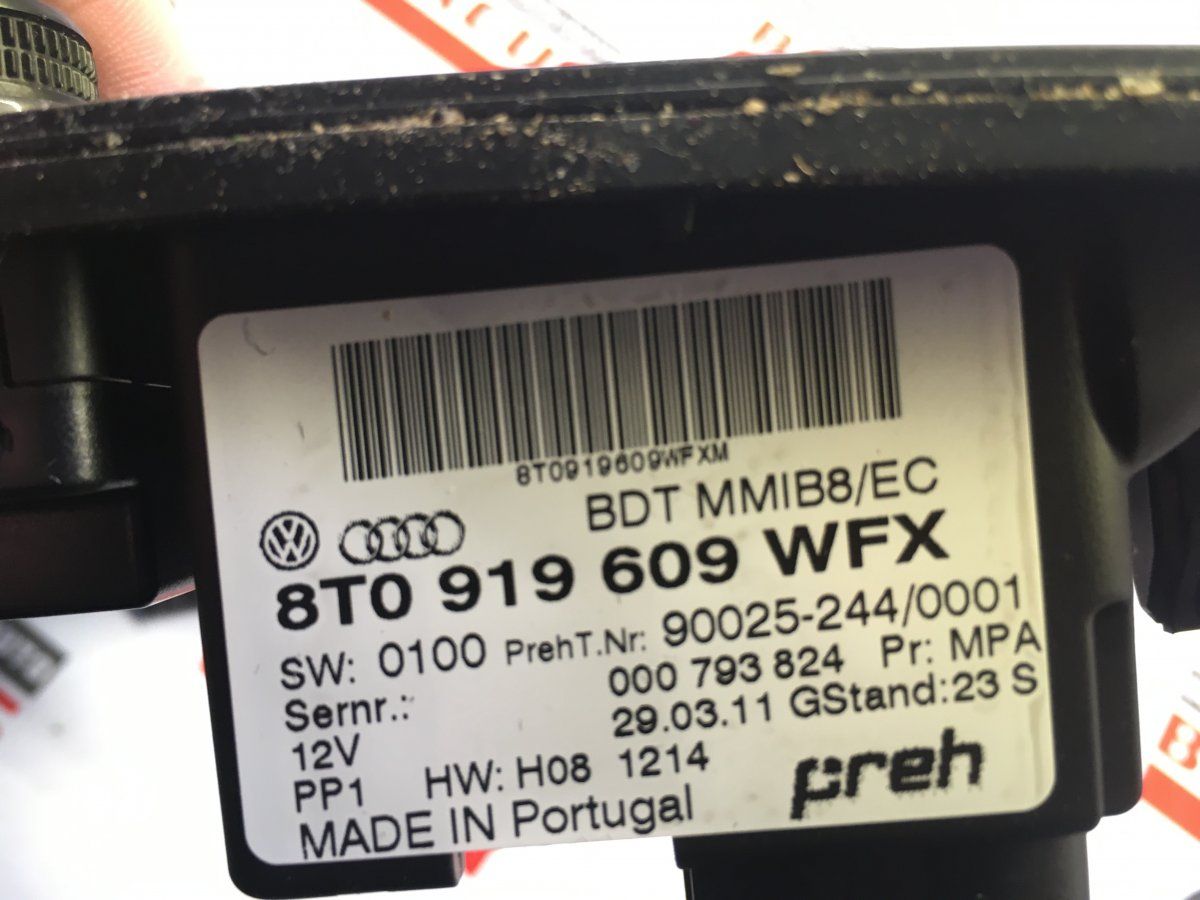 8T0919609WFXM
BDT MMIB8/EC
8T0 919 609 WFX
SW: 0100 PrehT.Nr: 90025-244/0001
Sernr.: 000 793 824 Pr: MPA
12V 29.03.11 GStand:23 S
PP1 HW: H08 1214
preh
MADE IN Portugal